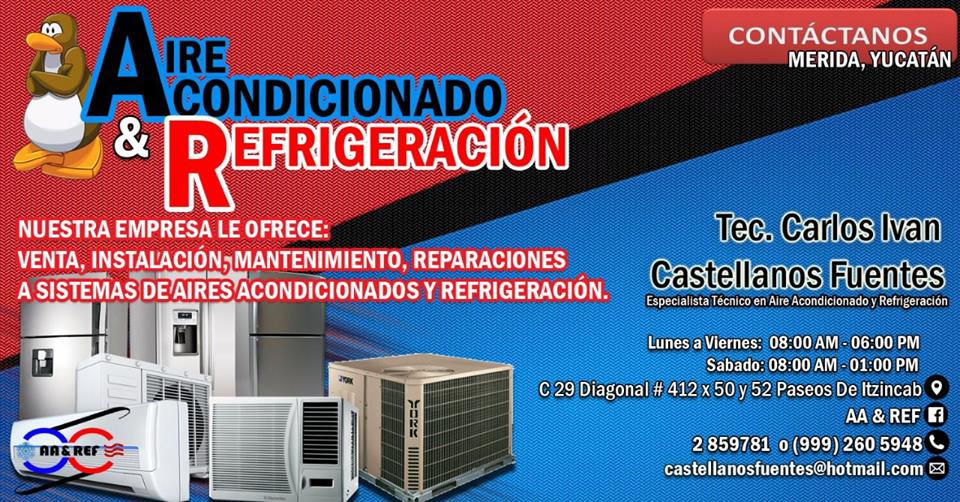 AIRE
ACONDICIONADO
& REFRIGERACIÓN
CONTÁCTANOS
MERIDA, YUCATÁN
NUESTRA EMPRESA LE OFRECE:
VENTA, INSTALACIÓN, MANTENIMIENTO, REPARACIONES
A SISTEMAS DE AIRES ACONDICIONADOS Y REFRIGERACIÓN.
Tec. Carlos Ivan
Castellanos Fuentes
Especialista Técnico en Aire Acondicionado y Refrigeración
Lunes a Viernes: 08:00 AM - 06:00 PM
Sabado: 08:00 AM - 01:00 PM
C 29 Diagonal # 412 x 50 y 52 Paseos De Itzincab
AA & REF
2 859781 o (999) 260 5948
castellanosfuentes@hotmail.com
YORK
YORK
AA & REF
Electrolux